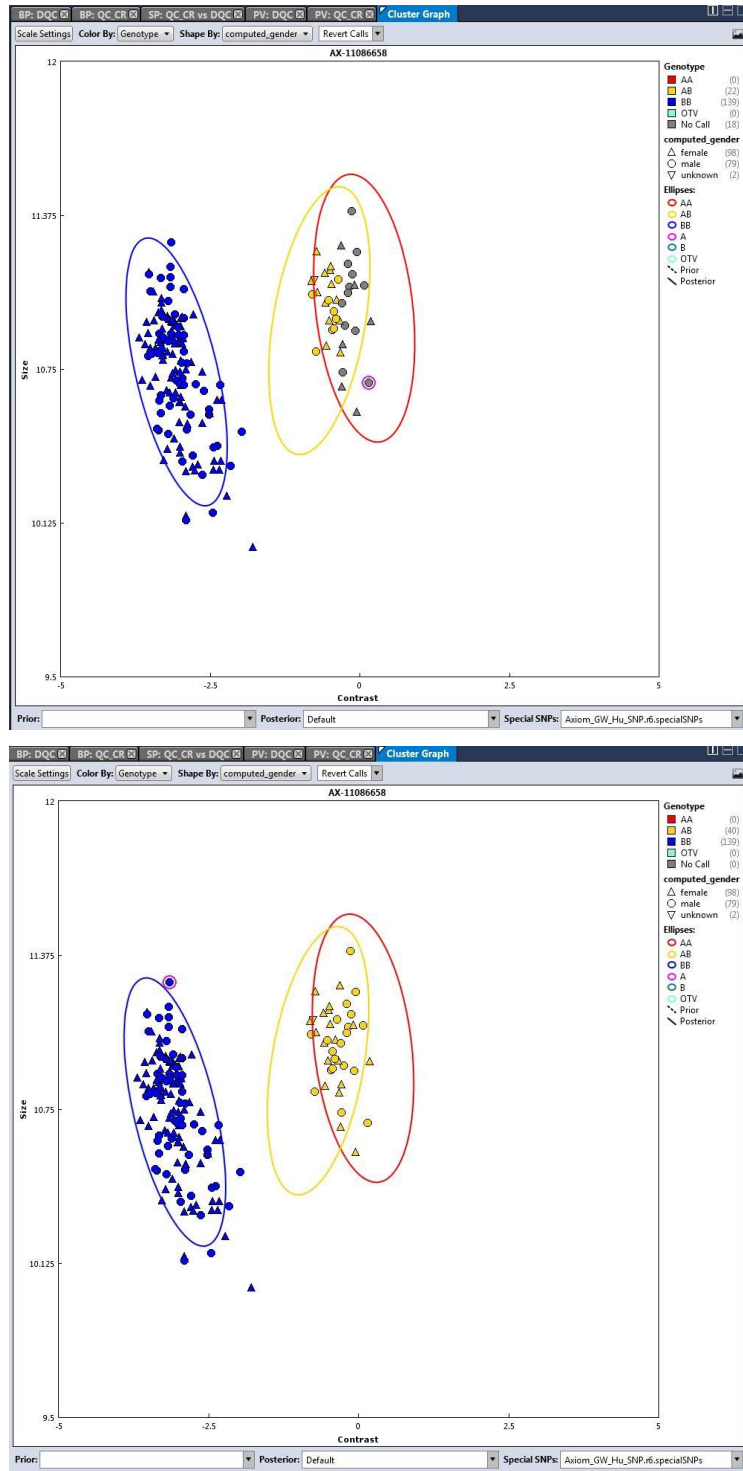 BP: DQC BP: QC_CR SP: QC_CR vs DQC PV: DQC PV: QC_CR Cluster Graph
Scale Settings Color By: Genotype Shape By: computed_gender Revert Calls
AX-11086658
12
11.375
10.75
10.125
9.5
Size
-5 -2.5 0 2.5 5
Contrast
Genotype
AA (0)
AB (22)
BB (139)
OTV (0)
No Call (18)
computed_gender
female (98)
male (79)
unknown (2)
Ellipses:
AA
AB
BB
A
B
OTV
Prior
Posterior
Prior: Posterior: Default Special SNPs: Axiom_GW_Hu_SNP.r6.specialSNPs
BP: DQC BP: QC_CR SP: QC_CR vs DQC PV: DQC PV: QC_CR Cluster Graph
Scale Settings Color By: Genotype Shape By: computed_gender Revert Calls
AX-11086658
12
11.375
10.75
10.125
9.5
Size
-5 -2.5 0 2.5 5
Contrast
Genotype
AA (0)
AB (40)
BB (139)
OTV (0)
No Call (0)
computed_gender
female (98)
male (79)
unknown (2)
Ellipses:
AA
AB
BB
A
B
OTV
Prior
Posterior
Prior: Posterior: Default Special SNPs: Axiom_GW_Hu_SNP.r6.specialSNPs